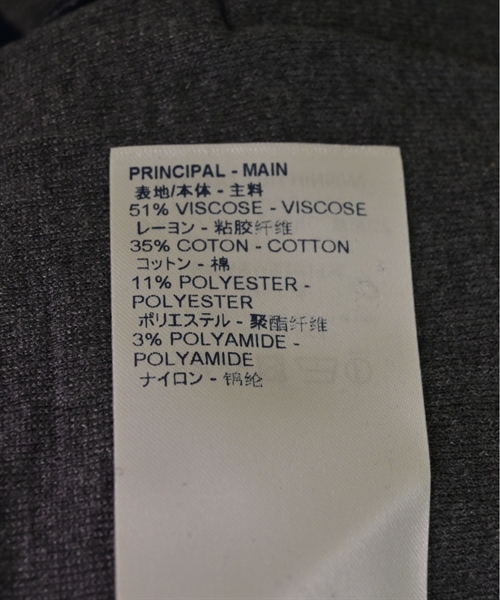 PRINCIPAL - MAIN
表地/本体 - 主料
51% VISCOSE - VISCOSE
レーヨン - 粘胶纤维
35% COTON - COTTON
コットン - 棉
11% POLYESTER -
POLYESTER
ポリエステル - 聚酯纤维
3% POLYAMIDE -
POLYAMIDE
ナイロン - 锦纶